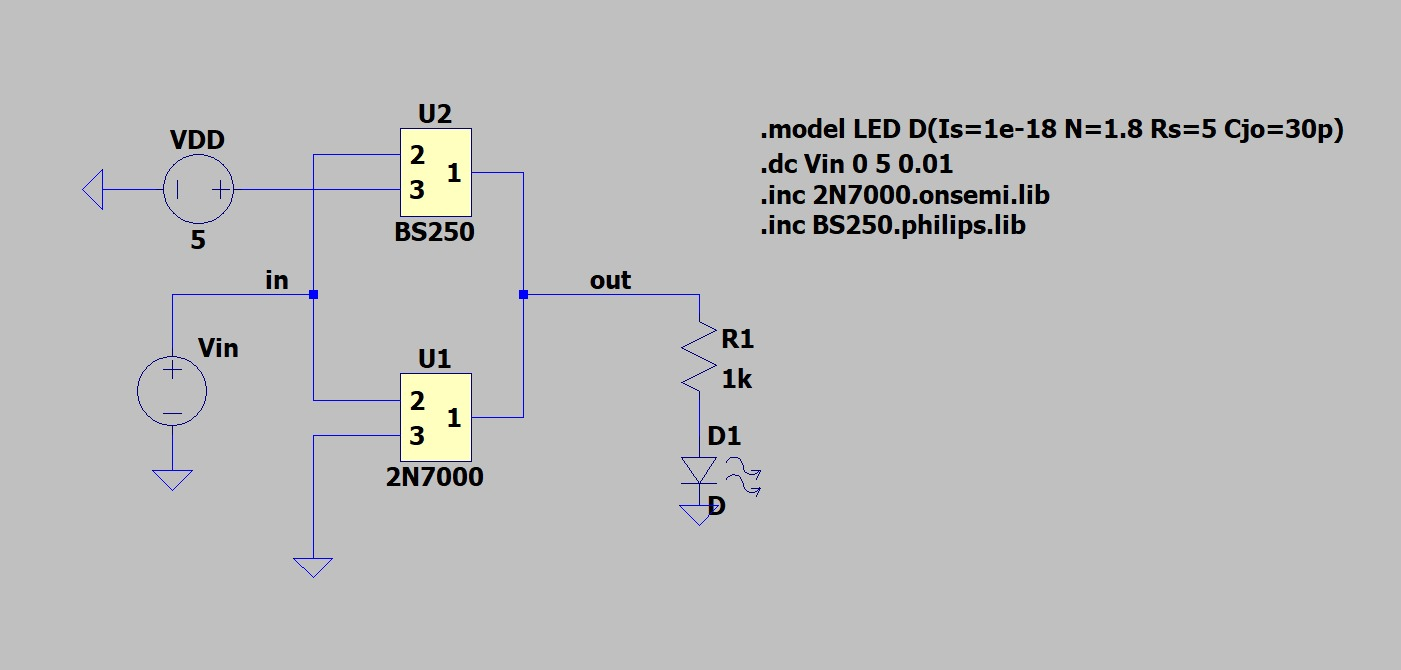 U2
VDD
2
1
3
BS250
5
in
out
Vin
U1
2
1
3
2N7000
R1
1k
D1
D
.model LED D(Is=1e-18 N=1.8 Rs=5 Cjo=30p)
.dc Vin 0 5 0.01
.inc 2N7000.onsemi.lib
.inc BS250.philips.lib